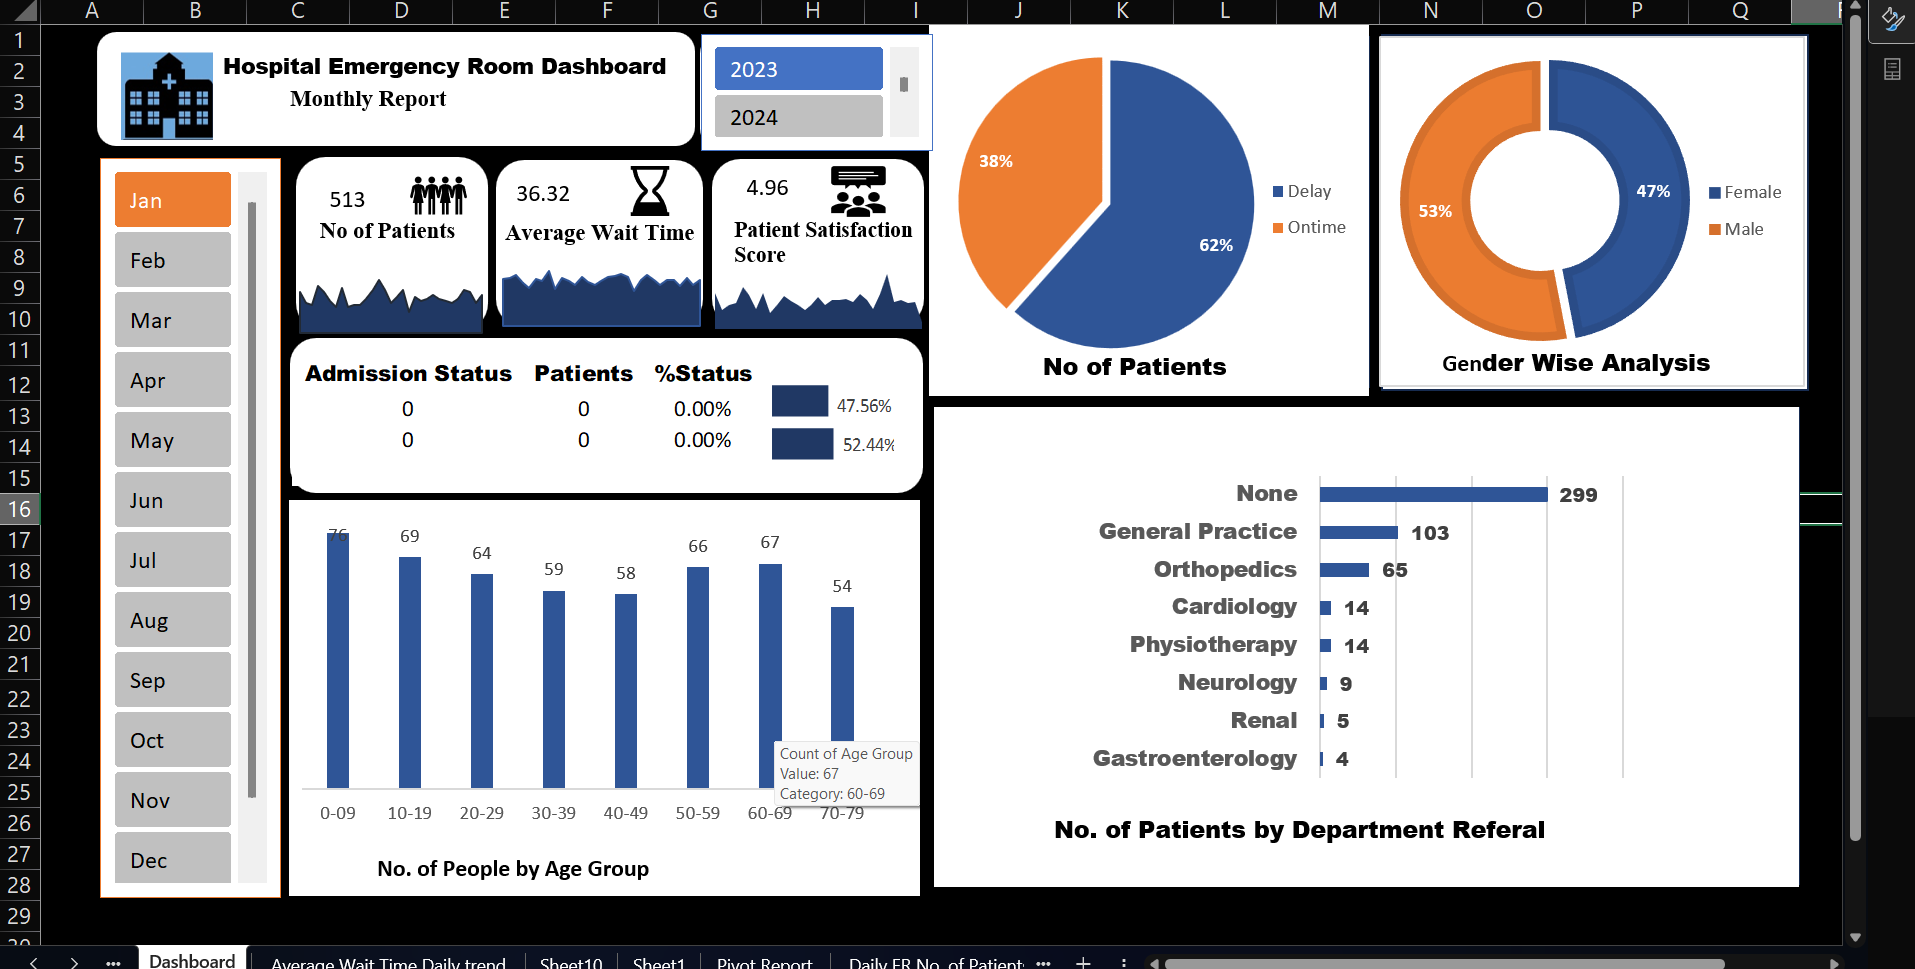 A B C D E F G H I J K L M N O P Q
1
2
3
4
5
6
7
8
9
10
11
12
13
14
15
16
17
18
19
20
21
22
23
24
25
26
27
28
29
30
Hospital Emergency Room Dashboard
Monthly Report
2023
2024
Jan
Feb
Mar
Apr
May
Jun
Jul
Aug
Sep
Oct
Nov
Dec
513
No of Patients
36.32
Average Wait Time
4.96
Patient Satisfaction
Score
38%
62%
Delay
Ontime
No of Patients
53%
47%
Female
Male
Gender Wise Analysis
Admission Status Patients %Status
0 0 0.00% 47.56%
0 0 0.00% 52.44%
76 69 64 59 58 66 67 54
Count of Age Group
Value: 67
Category: 60-69
0-09 10-19 20-29 30-39 40-49 50-59 60-69 70-79
No. of People by Age Group
None 299
General Practice 103
Orthopedics 65
Cardiology 14
Physiotherapy 14
Neurology 9
Renal 5
Gastroenterology 4
No. of Patients by Department Referal
Dashboard Average Wait Time Daily trend Sheet10 Sheet1 Pivot Report Daily ER No. of Patient